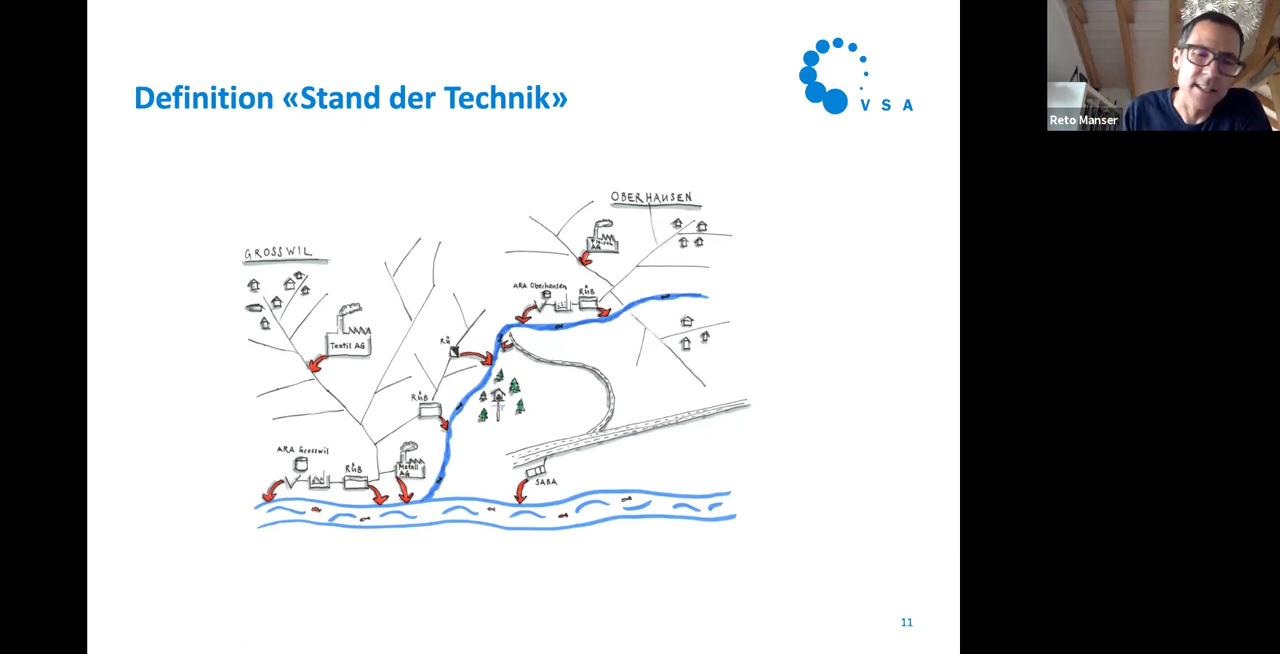 Definition «Stand der Technik»
VSA
Reto Manser
OBERHAUSEN
GROSSWIL
ARA Oberhausen
RÜB
Textil AG
RÜ
RÜB
ARA Grosswil
RÜB
Metall AG
SABA
11